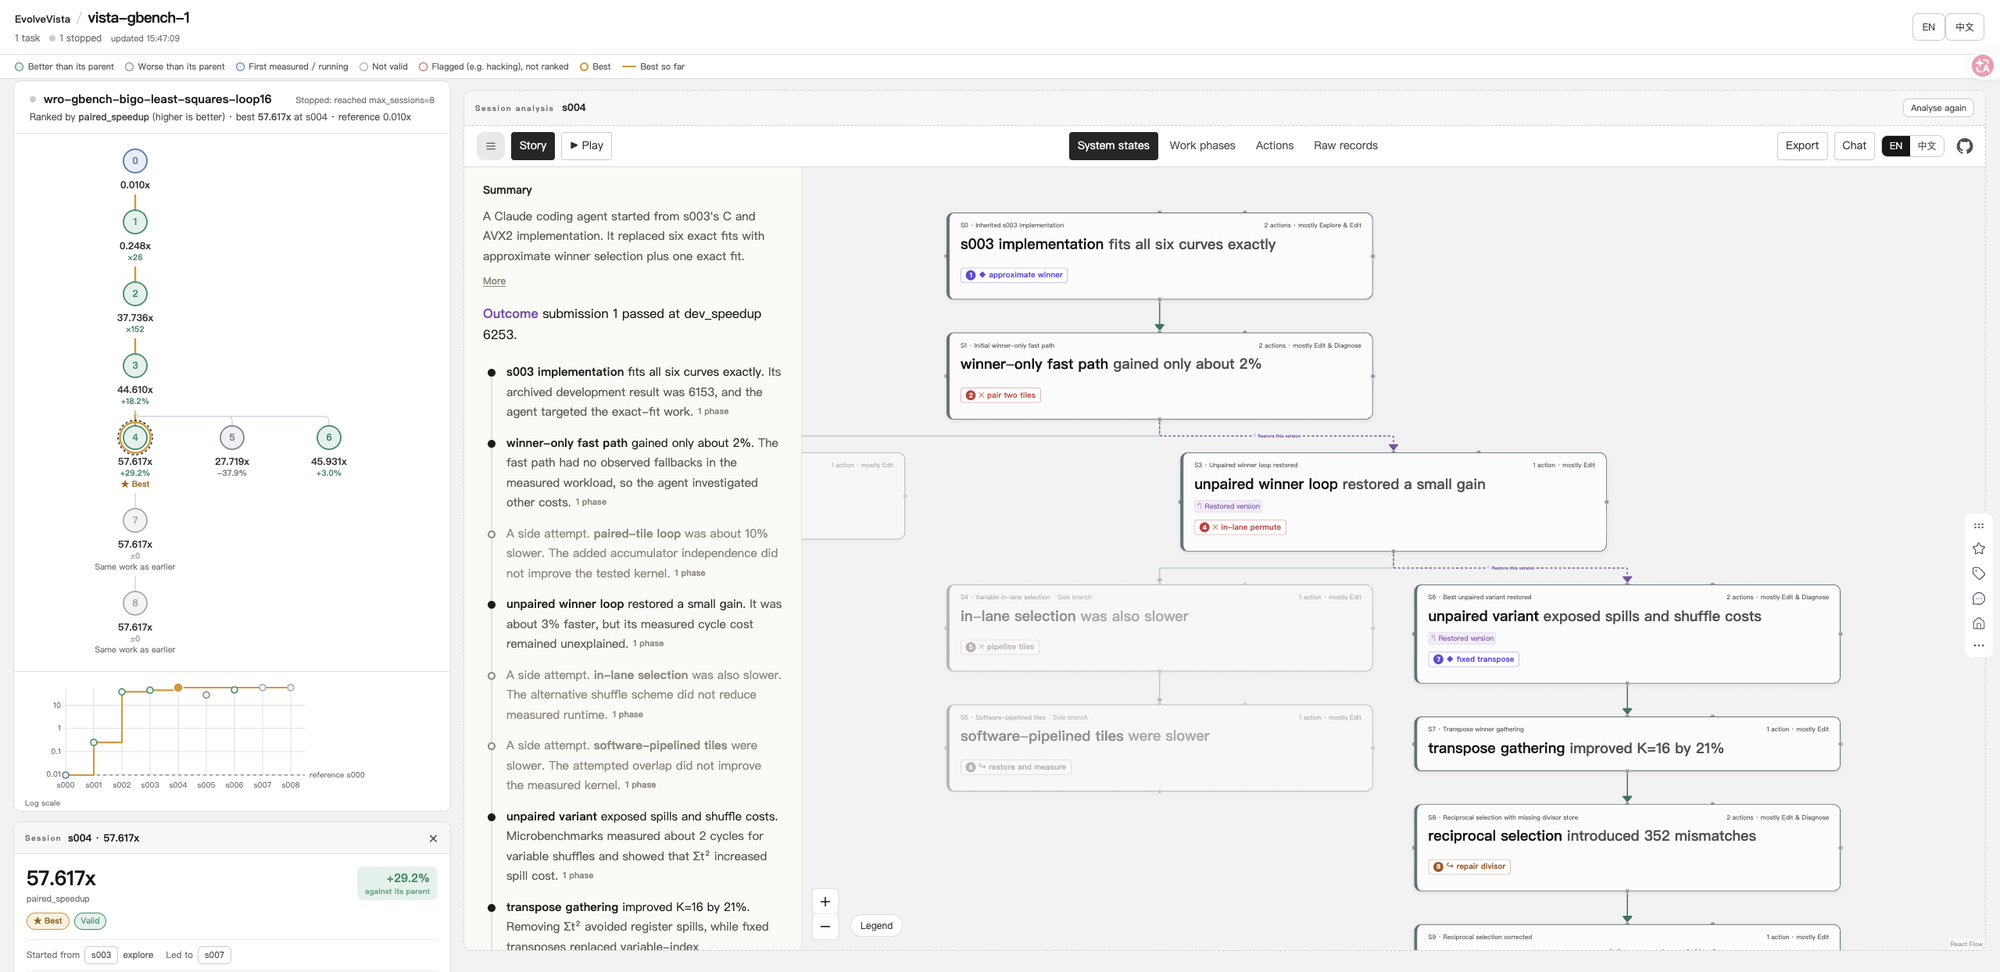 EvolveVista / vista-gbench-1
1 task 1 stopped updated 15:47:09
EN 中文
Better than its parent Worse than its parent First measured / running Not valid Flagged (e.g. hacking), not ranked Best Best so far
wro-gbench-bigo-least-squares-loop16 Stopped: reached max_sessions=8
Ranked by paired_speedup (higher is better) · best 57.617x at s004 · reference 0.010x
0
0.010x
1
0.248x
×26
2
37.736x
×152
3
44.610x
+18.2%
4 5 6
57.617x 27.719x 45.931x
+29.2% −37.9% +3.0%
★ Best
7
57.617x
±0
Same work as earlier
8
57.617x
±0
Same work as earlier
10
1
0.1
0.01
reference s000
s000 s001 s002 s003 s004 s005 s006 s007 s008
Log scale
Session s004 · 57.617x ×
57.617x
paired_speedup
+29.2%
against its parent
★ Best Valid
Started from s003 explore Led to s007
Session analysis s004
Analyse again
Story ▶ Play
System states Work phases Actions Raw records
Export Chat EN 中文
Summary
A Claude coding agent started from s003's C and
AVX2 implementation. It replaced six exact fits with
approximate winner selection plus one exact fit.
More
Outcome submission 1 passed at dev_speedup
6253.
s003 implementation fits all six curves exactly. Its
archived development result was 6153, and the
agent targeted the exact-fit work. 1 phase
winner-only fast path gained only about 2%. The
fast path had no observed fallbacks in the
measured workload, so the agent investigated
other costs. 1 phase
A side attempt. paired-tile loop was about 10%
slower. The added accumulator independence did
not improve the tested kernel. 1 phase
unpaired winner loop restored a small gain. It was
about 3% faster, but its measured cycle cost
remained unexplained. 1 phase
A side attempt. in-lane selection was also slower.
The alternative shuffle scheme did not reduce
measured runtime. 1 phase
A side attempt. software-pipelined tiles were
slower. The attempted overlap did not improve
the measured kernel. 1 phase
unpaired variant exposed spills and shuffle costs.
Microbenchmarks measured about 2 cycles for
variable shuffles and showed that Σt² increased
spill cost. 1 phase
transpose gathering improved K=16 by 21%.
Removing Σt² avoided register spills, while fixed
transposes replaced variable-index
S0 · Inherited s003 implementation 2 actions · mostly Explore & Edit
s003 implementation fits all six curves exactly
1 ◆ approximate winner
S1 · Initial winner-only fast path 2 actions · mostly Edit & Diagnose
winner-only fast path gained only about 2%
2 × pair two tiles
Restore this version
1 action · mostly Edit
S3 · Unpaired winner loop restored 1 action · mostly Edit
unpaired winner loop restored a small gain
Restored version
4 × in-lane permute
Restore this version
S4 · Variable in-lane selection Side branch 1 action · mostly Edit
in-lane selection was also slower
5 × pipeline tiles
S5 · Software-pipelined tiles Side branch 1 action · mostly Edit
software-pipelined tiles were slower
6 ↪ restore and measure
S6 · Best unpaired variant restored 2 actions · mostly Edit & Diagnose
unpaired variant exposed spills and shuffle costs
Restored version
7 ◆ fixed transpose
S7 · Transpose winner gathering 1 action · mostly Edit
transpose gathering improved K=16 by 21%
S8 · Reciprocal selection with missing divisor store 2 actions · mostly Edit & Diagnose
reciprocal selection introduced 352 mismatches
8 ↪ repair divisor
S9 · Reciprocal selection corrected 1 action · mostly Edit
+
−
Legend
React Flow